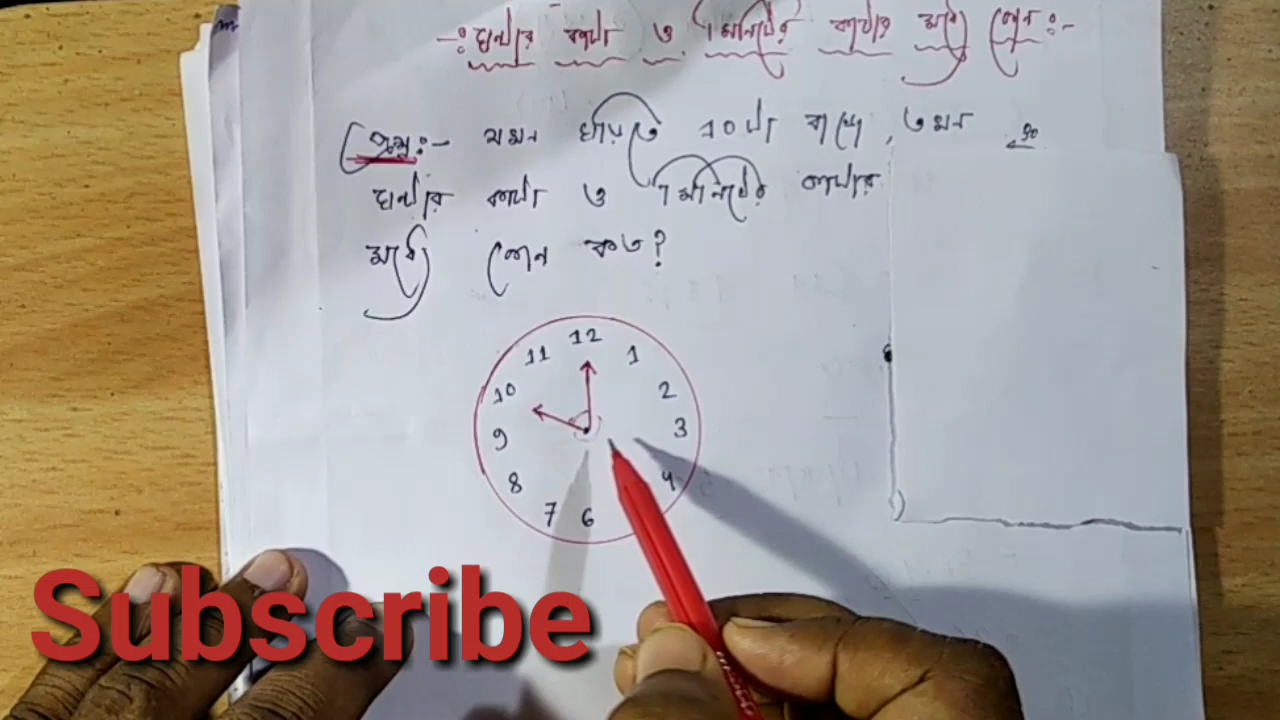 -: ঘন্টার কাটা ও মিনিটের কাটার মধ্যে কোন :-
প্রশ্ন :- যখন ঘড়িতে ১০টা বাজে, তখন
ঘন্টার কাটা ও মিনিটের কাটার
মধ্যে কোন কত?
12
11 1
10 2
9 3
8 4
7 6
Subscribe